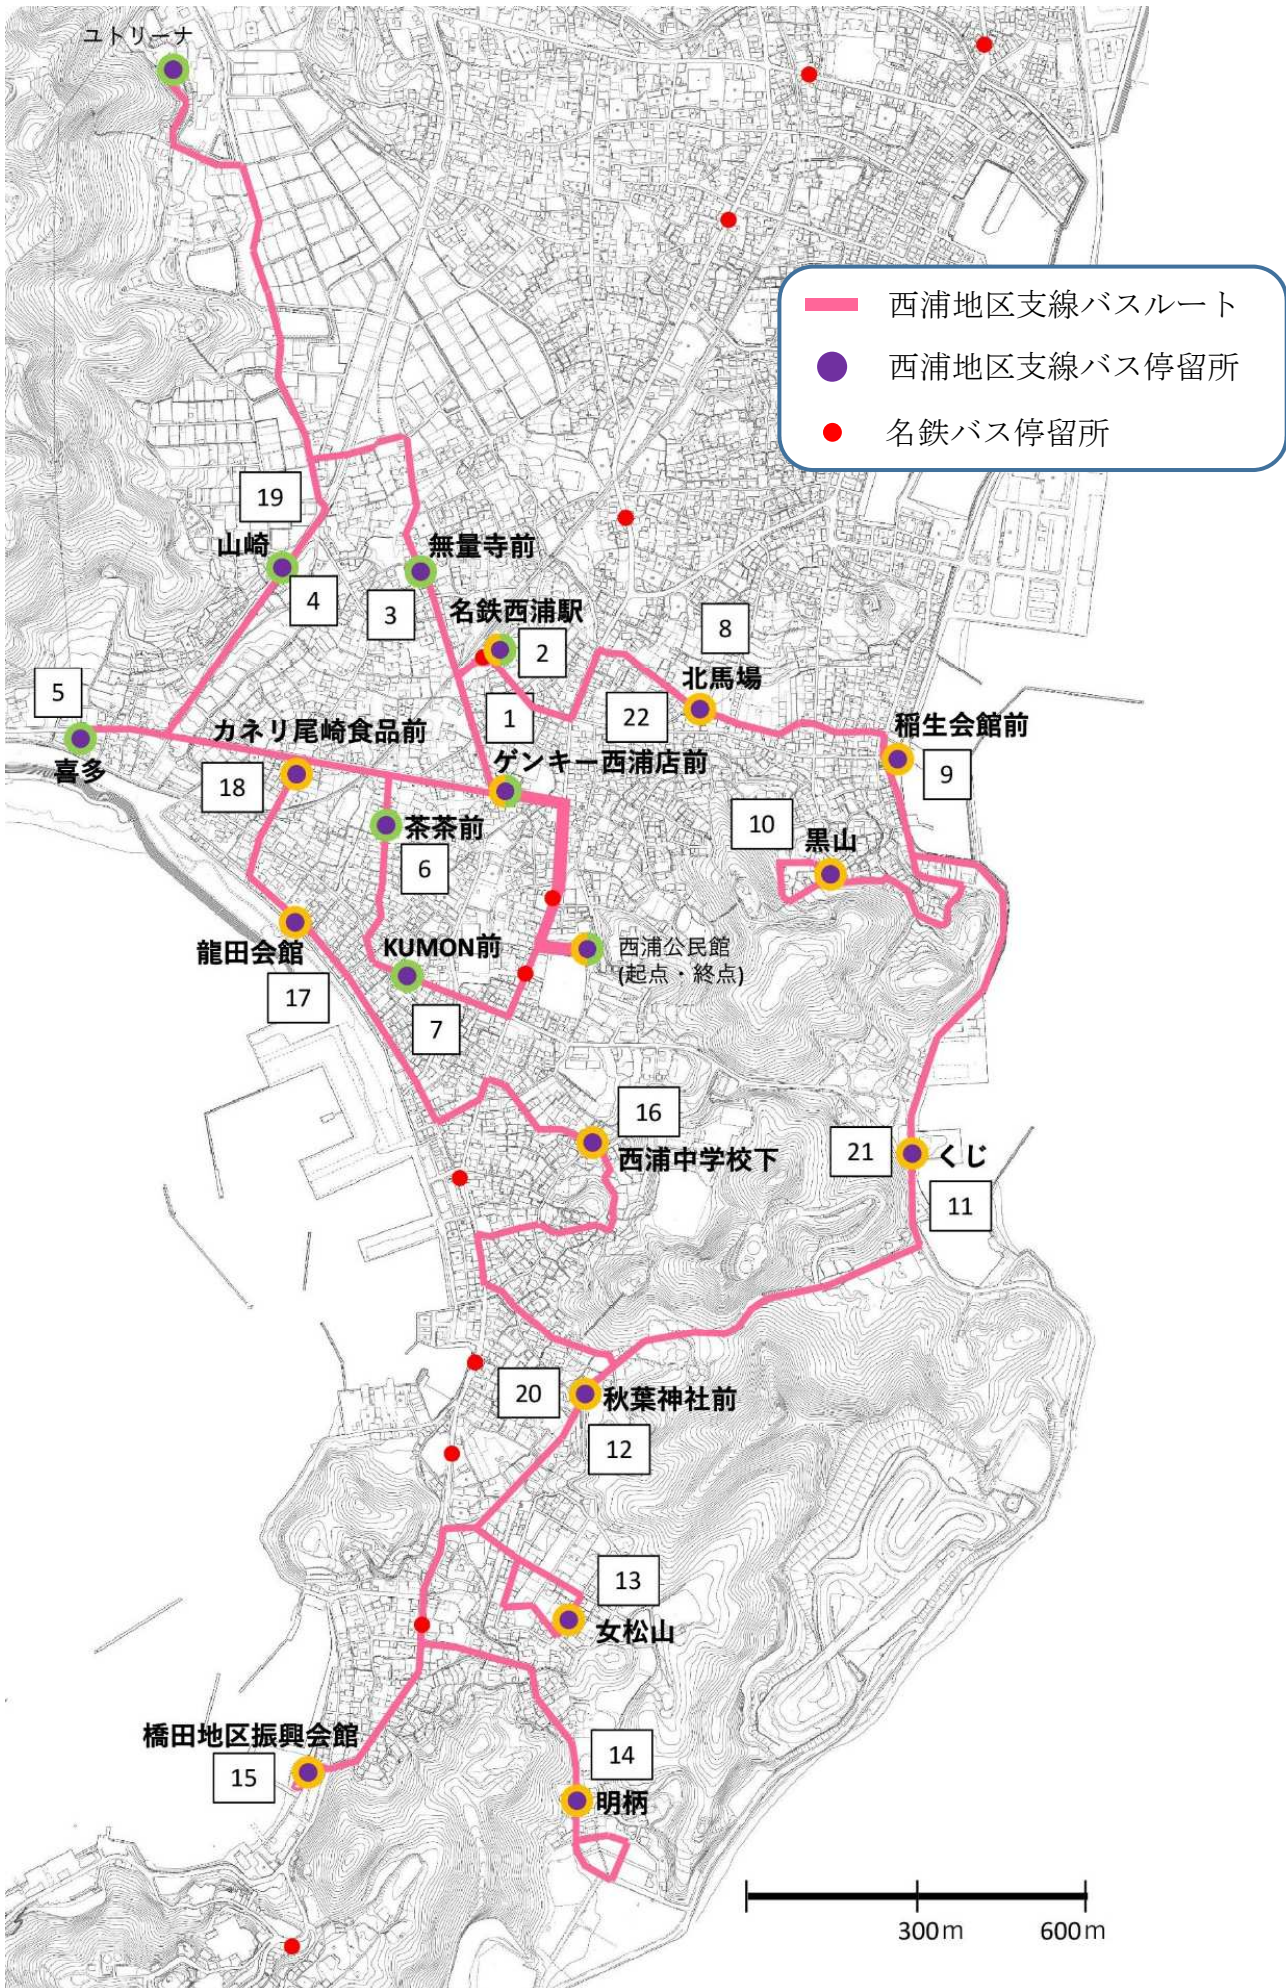 ユトリーナ
西浦地区支線バスルート
西浦地区支線バス停留所
名鉄バス停留所
19
山崎
4
無量寺前
3
名鉄西浦駅
2
8
5
1
22
北馬場
喜多
カネリ尾崎食品前
18
ゲンキー西浦店前
稲生会館前
9
茶茶前
6
10
黒山
龍田会館
17
KUMON前
7
西浦公民館
(起点・終点)
16
西浦中学校下
21
くじ
11
20
秋葉神社前
12
13
女松山
橋田地区振興会館
15
14
明柄
300m
600m